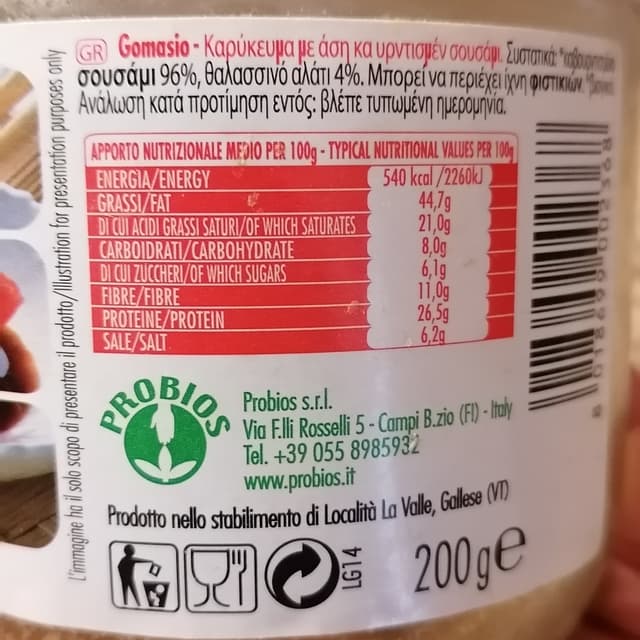 GR Gomasio - Καρύκευμα με άση κα υρντισμέν σουσάμι. Συστατικά:
σουσάμι 96%, θαλασσινό αλάτι 4%. Μπορεί να περιέχει ίχνη φιστικιών.
Ανάλωση κατά προτίμηση εντός: βλέπε τυπωμένη ημερομηνία.
APPORTO NUTRIZIONALE MEDIO PER 100g - TYPICAL NUTRITIONAL VALUES PER 100g
ENERGIA/ENERGY 540 kcal /2260kJ
GRASSI/FAT 44,7g
DI CUI ACIDI GRASSI SATURI/OF WHICH SATURATES 21,0g
CARBOIDRATI/CARBOHYDRATE 8,0g
DI CUI ZUCCHERI/OF WHICH SUGARS 6,1g
FIBRE/FIBRE 11,0g
PROTEINE/PROTEIN 26,5g
SALE/SALT 6,2g
PROBIOS
Probios s.r.l.
Via F.lli Rosselli 5 - Campi B.zio (FI) - Italy
Tel. +39 055 8985932
www.probios.it
Prodotto nello stabilimento di Località La Valle, Gallese (VT)
LG14
200g e
L'immagine ha il solo scopo di presentare il prodotto/Illustration for presentation purposes only